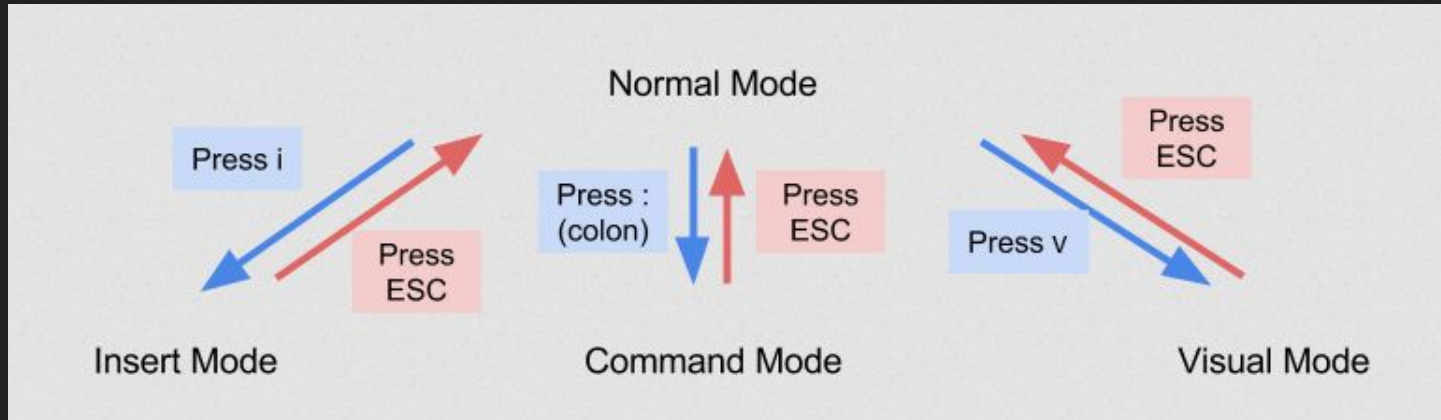 Normal Mode
Press i
Press
ESC
Press :
(colon)
Press
ESC
Press v
Press
ESC
Insert Mode
Command Mode
Visual Mode